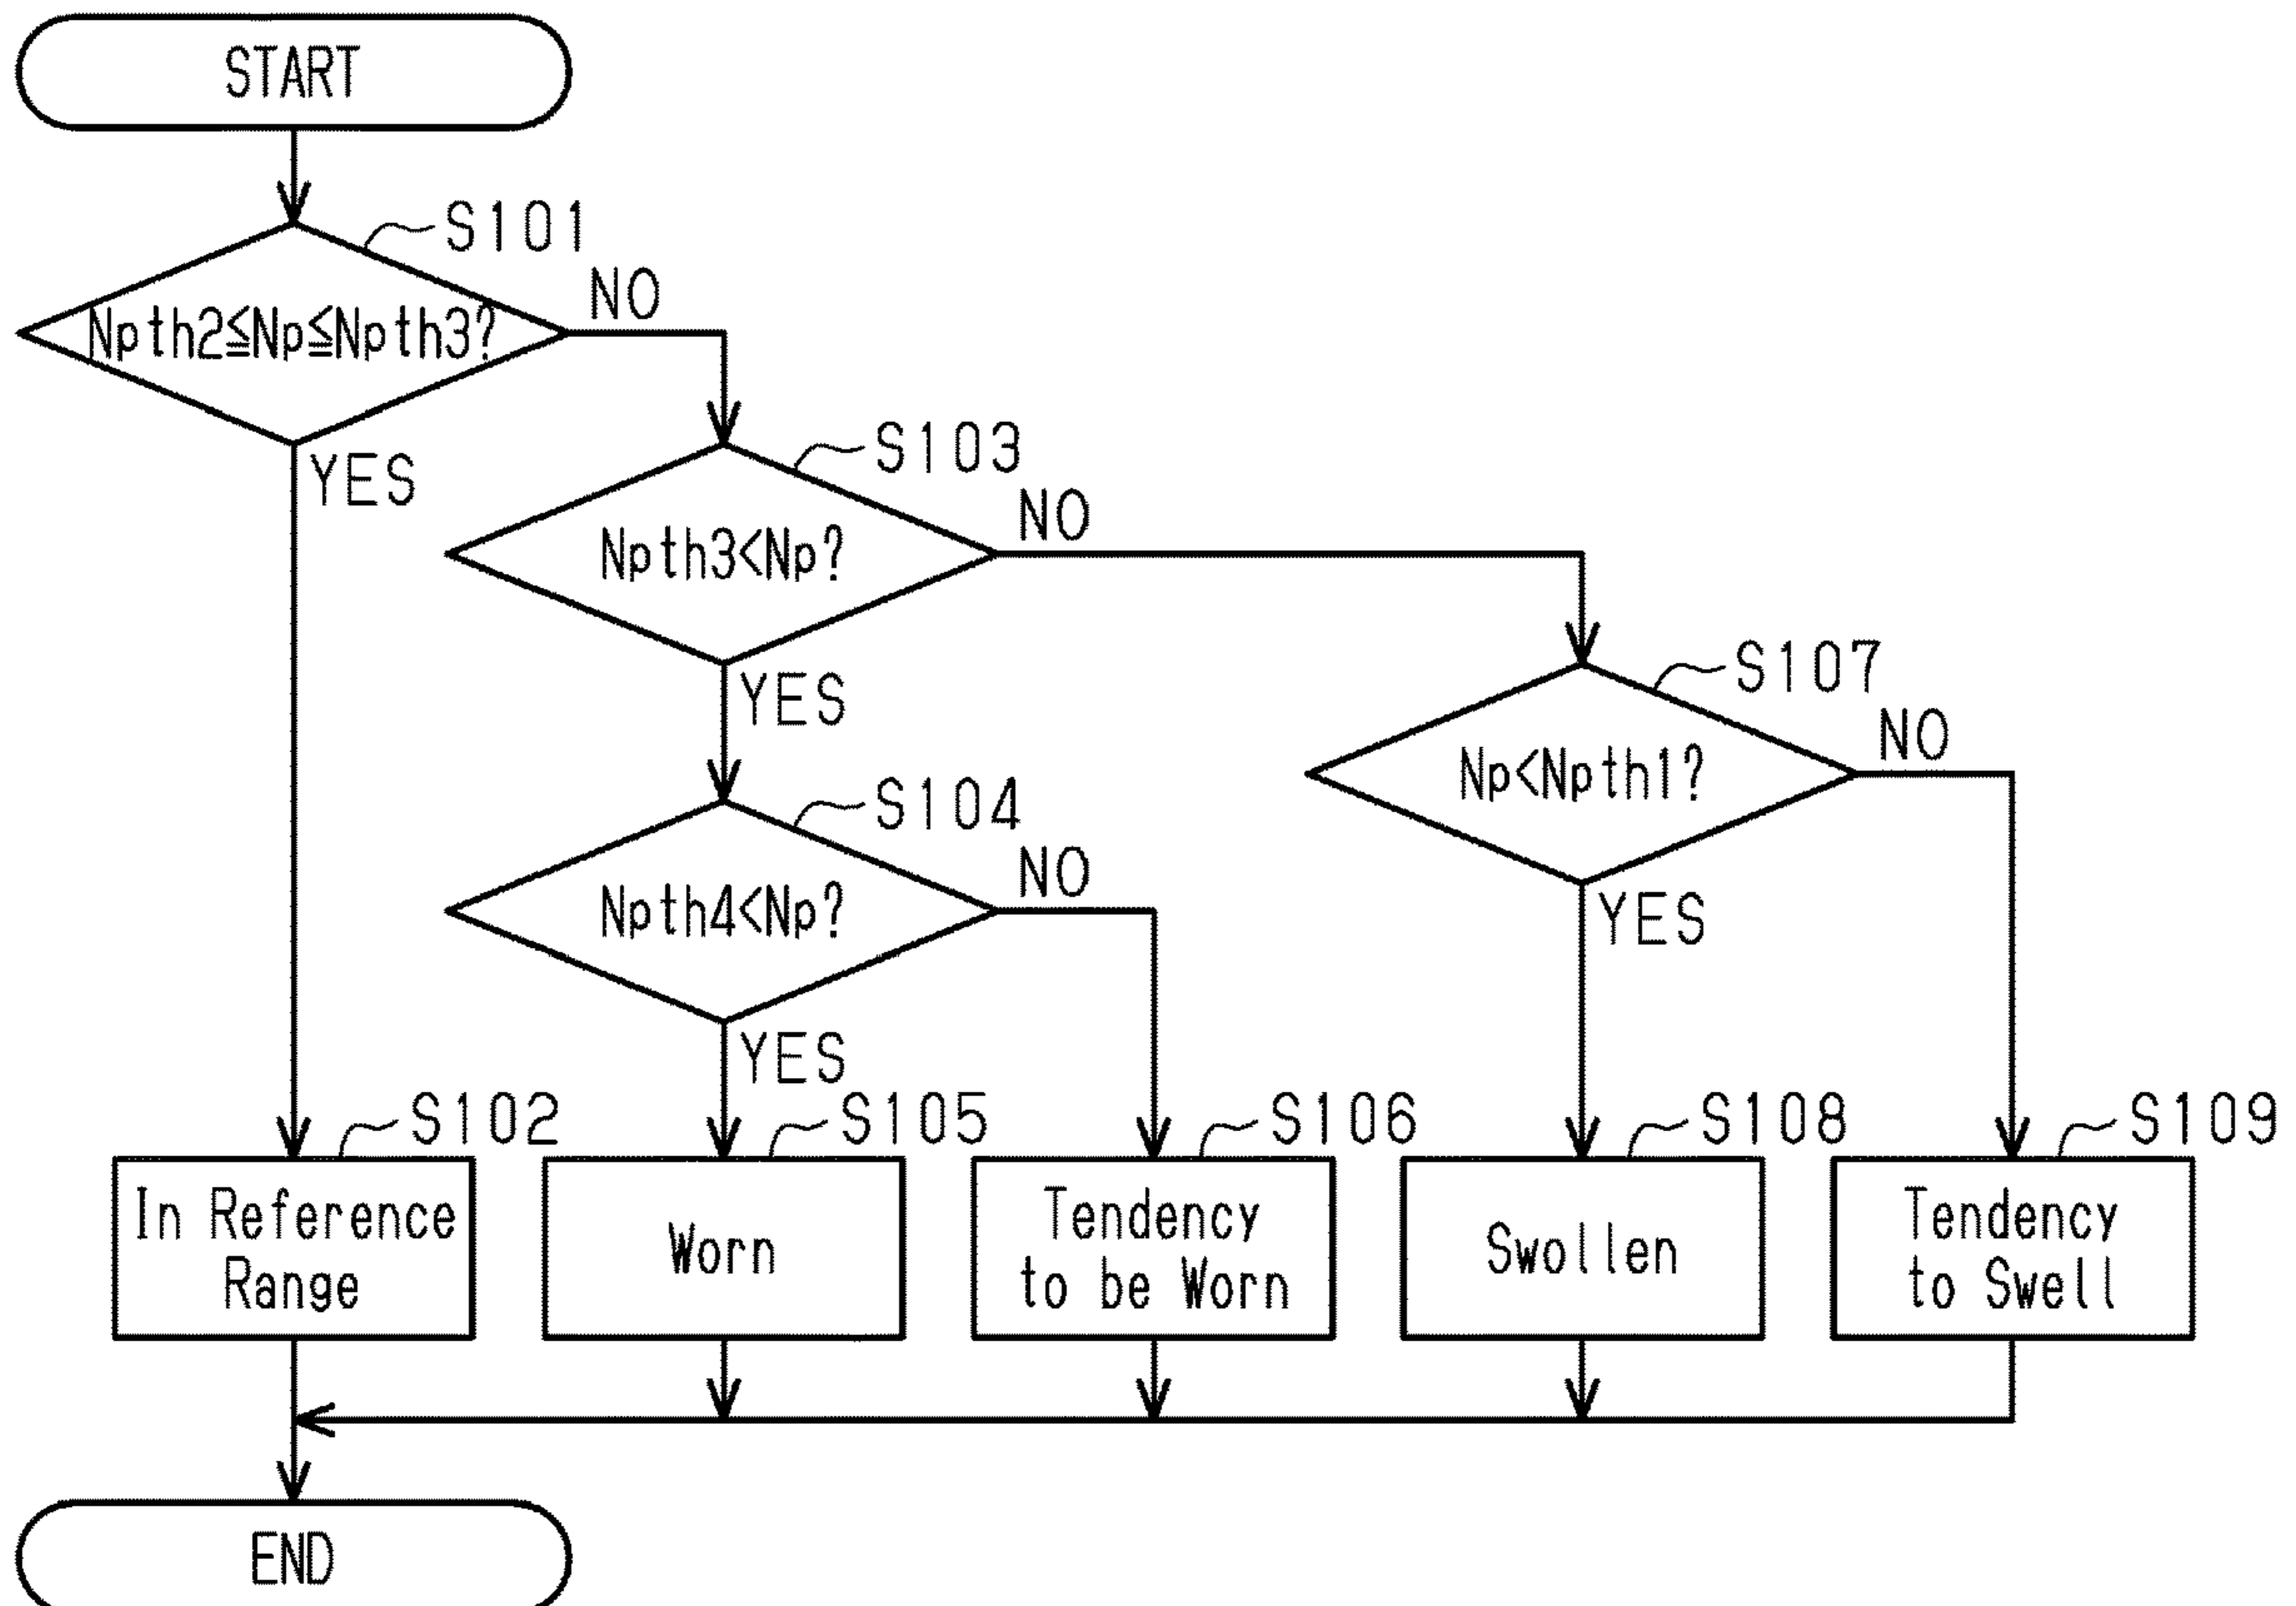 START
S101
NO
Npth2≦Np≦Npth3?
YES
S103
NO
Npth3<Np?
YES
S107
NO
Np<Npth1?
YES
S104
NO
Npth4<Np?
YES
S102
S105
S106
S108
S109
In Reference
Range
Worn
Tendency
to be Worn
Swollen
Tendency
to Swell
END